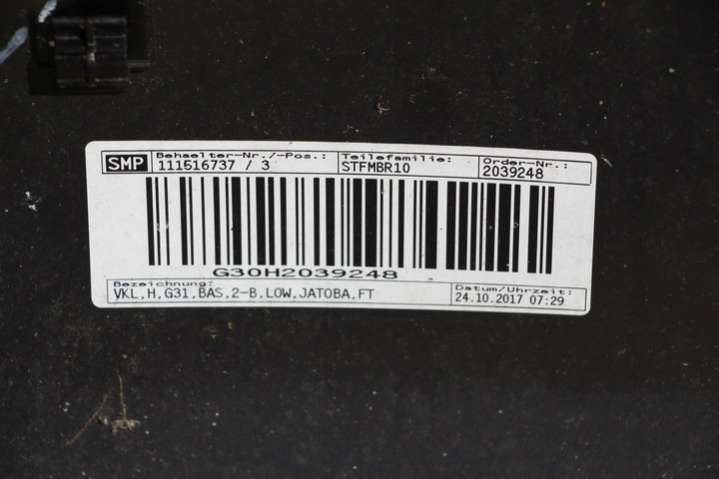 SMP Behaelter-Nr./-Pos.: Teilefamilie: Order-Nr.:
111516737 / 3 STFMBR10 2039248
G30H2039248
Bezeichnung: Datum/Uhrzeit:
VKL,H,G31,BAS,2-B,LOW,JATOBA,FT 24.10.2017 07:29